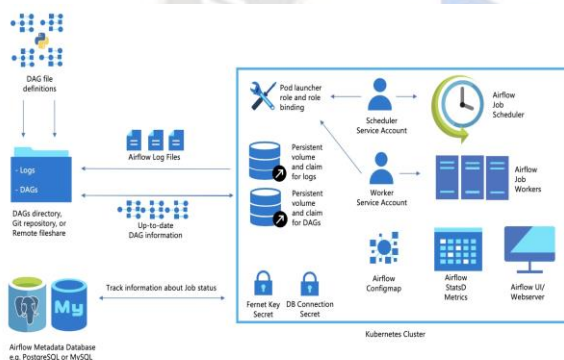 DAG file
definitions
- Logs
- DAGs
DAGs directory,
Git repository, or
Remote fileshare
Airflow Log Files
Up-to-date
DAG information
My
Track information about Job status
Airflow Metadata Database
e.g. PostgreSQL or MySQL
Pod launcher
role and role
binding
Scheduler
Service Account
Airflow
Job
Scheduler
Persistent
volume
and claim
for logs
Persistent
volume
and claim
for DAGs
Worker
Service Account
Airflow
Job
Workers
Airflow
Configmap
Airflow
StatsD
Metrics
Airflow UI/
Webserver
Fernet Key
Secret
DB Connection
Secret
Kubernetes Cluster